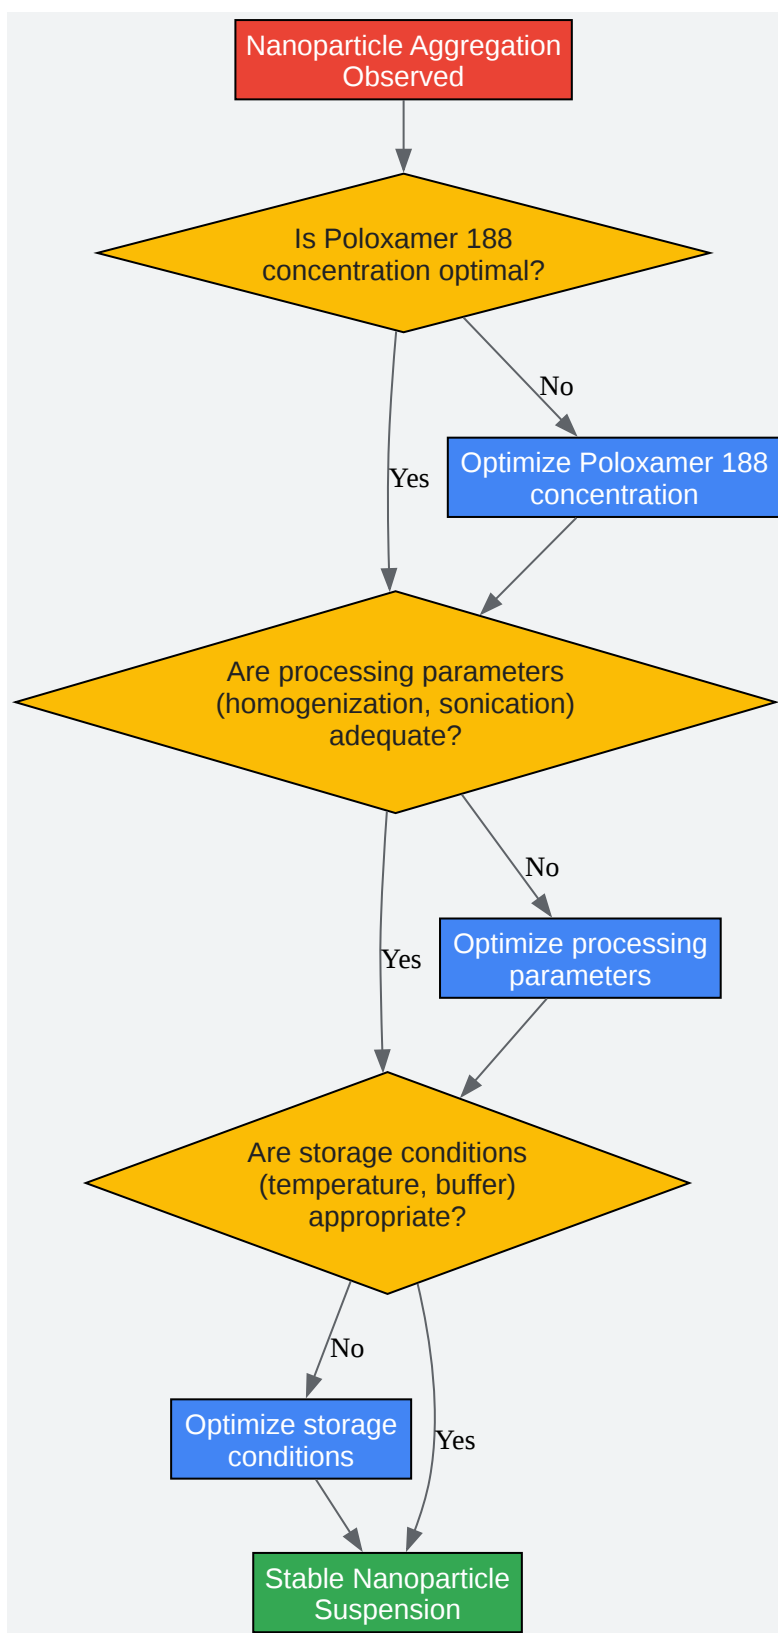 Nanoparticle Aggregation
Observed
Is Poloxamer 188
concentration optimal?
No
Yes
Optimize Poloxamer 188
concentration
Are processing parameters
(homogenization, sonication)
adequate?
No
Yes
Optimize processing
parameters
Are storage conditions
(temperature, buffer)
appropriate?
No
Optimize storage
conditions
Yes
Stable Nanoparticle
Suspension